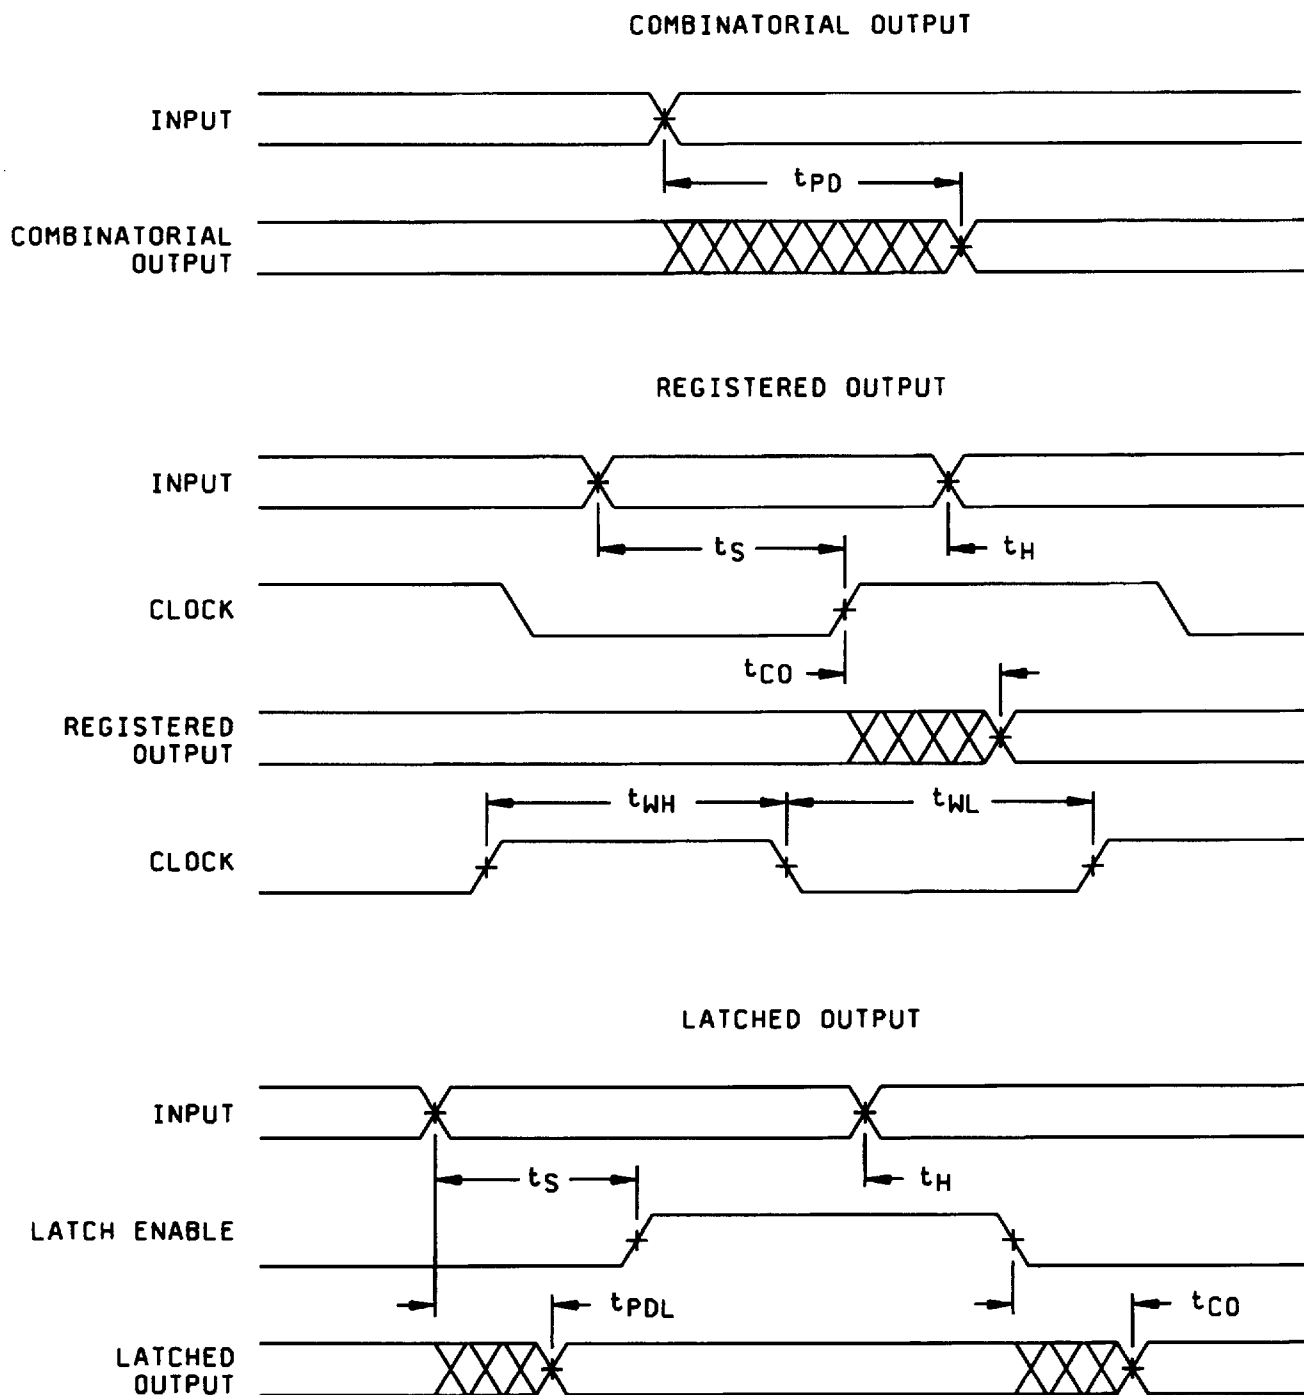 COMBINATORIAL OUTPUT
INPUT
tPD
COMBINATORIAL
OUTPUT
REGISTERED OUTPUT
INPUT
tS
tH
CLOCK
tCO
REGISTERED
OUTPUT
tWH
tWL
CLOCK
LATCHED OUTPUT
INPUT
tS
tH
LATCH ENABLE
tPDL
tCO
LATCHED
OUTPUT